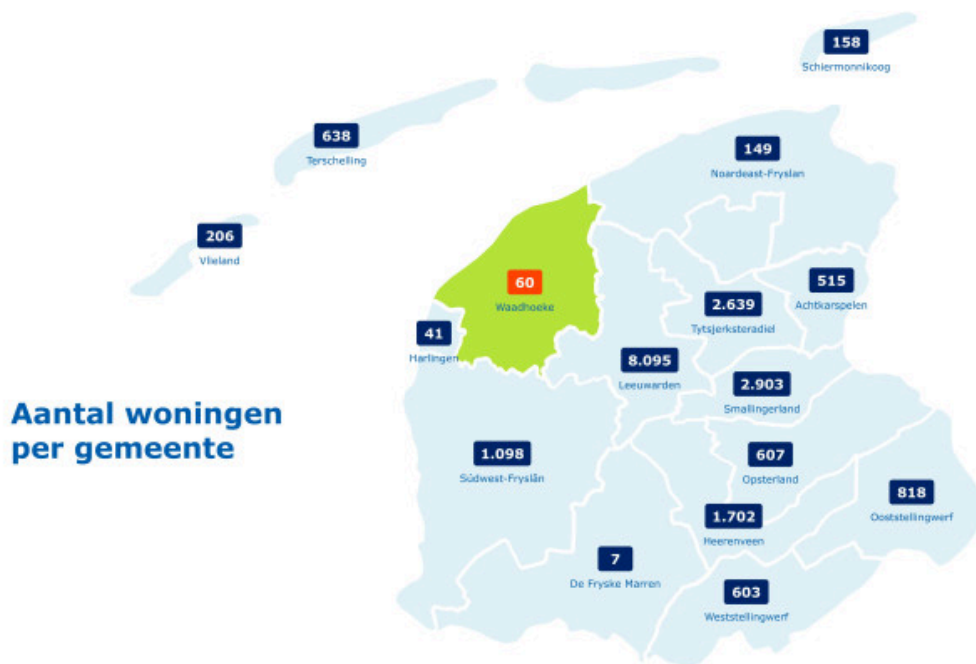 158
Schiermonnikoog
638
Terschelling
149
Noardeast-Fryslan
206
Vlieland
60
Waadhoeke
515
Achtkarspelen
2.639
Tytsjerksteradiel
41
Harlingen
8.095
Leeuwarden
2.903
Smallingerland
Aantal woningen
per gemeente
1.098
Súdwest-Fryslân
607
Opsterland
818
Ooststellingwerf
1.702
Heerenveen
7
De Fryske Marren
603
Weststellingwerf